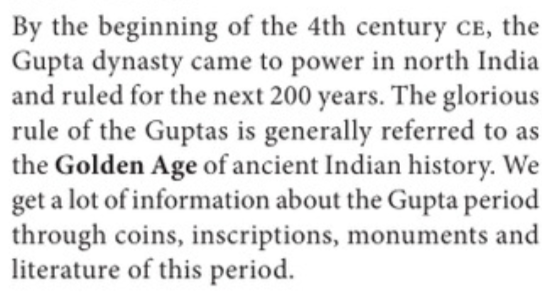 By the beginning of the 4th century CE, the
Gupta dynasty came to power in north India
and ruled for the next 200 years. The glorious
rule of the Guptas is generally referred to as
the Golden Age of ancient Indian history. We
get a lot of information about the Gupta period
through coins, inscriptions, monuments and
literature of this period.